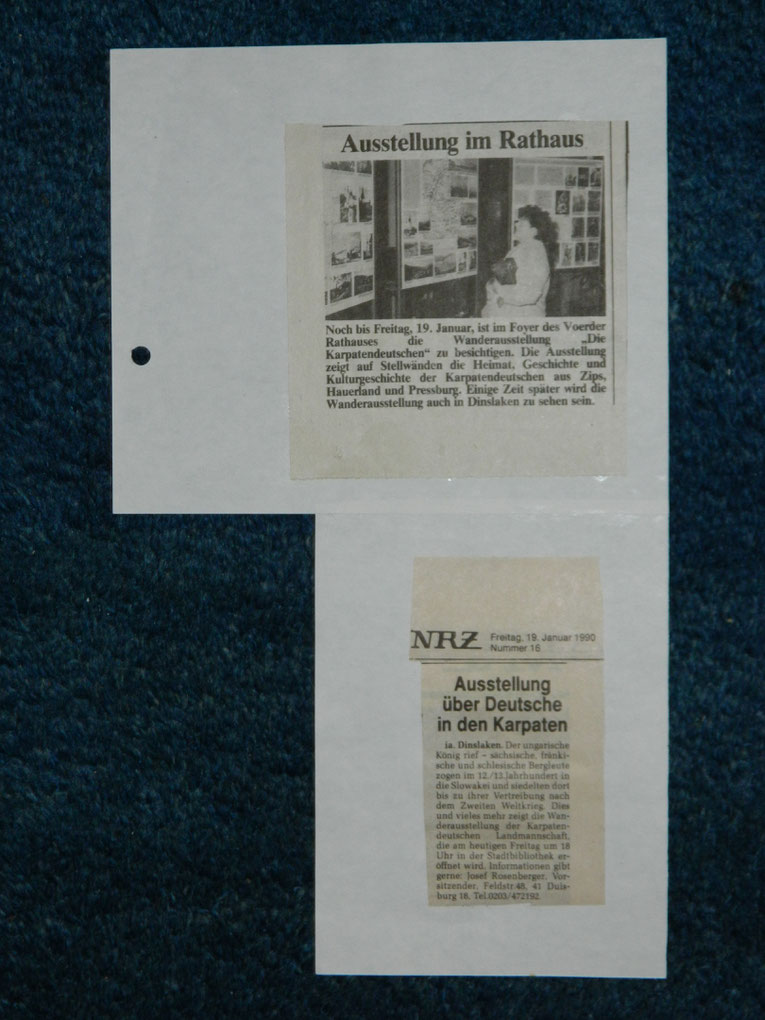 Ausstellung im Rathaus
Noch bis Freitag, 19. Januar, ist im Foyer des Voerder
Rathauses die Wanderausstellung „Die
Karpatendeutschen“ zu besichtigen. Die Ausstellung
zeigt auf Stellwänden die Heimat, Geschichte und
Kulturgeschichte der Karpatendeutschen aus Zips,
Hauerland und Pressburg. Einige Zeit später wird die
Wanderausstellung auch in Dinslaken zu sehen sein.
NRZ Freitag, 19. Januar 1990
Nummer 16
Ausstellung
über Deutsche
in den Karpaten
ia. Dinslaken. Der ungarische
König rief – sächsische, fränki-
sche und schlesische Bergleute
zogen im 12./13. Jahrhundert in
die Slowakei und siedelten dort
bis zu ihrer Vertreibung nach
dem Zweiten Weltkrieg. Dies
und vieles mehr zeigt die Wan-
derausstellung der Karpaten-
deutschen Landmannschaft,
die am heutigen Freitag um 18
Uhr in der Stadtbibliothek er-
öffnet wird. Informationen gibt
gerne: Josef Rosenberger, Vor-
sitzender, Feldstr. 48, 41 Duis-
burg 18, Tel. 0203/472192.